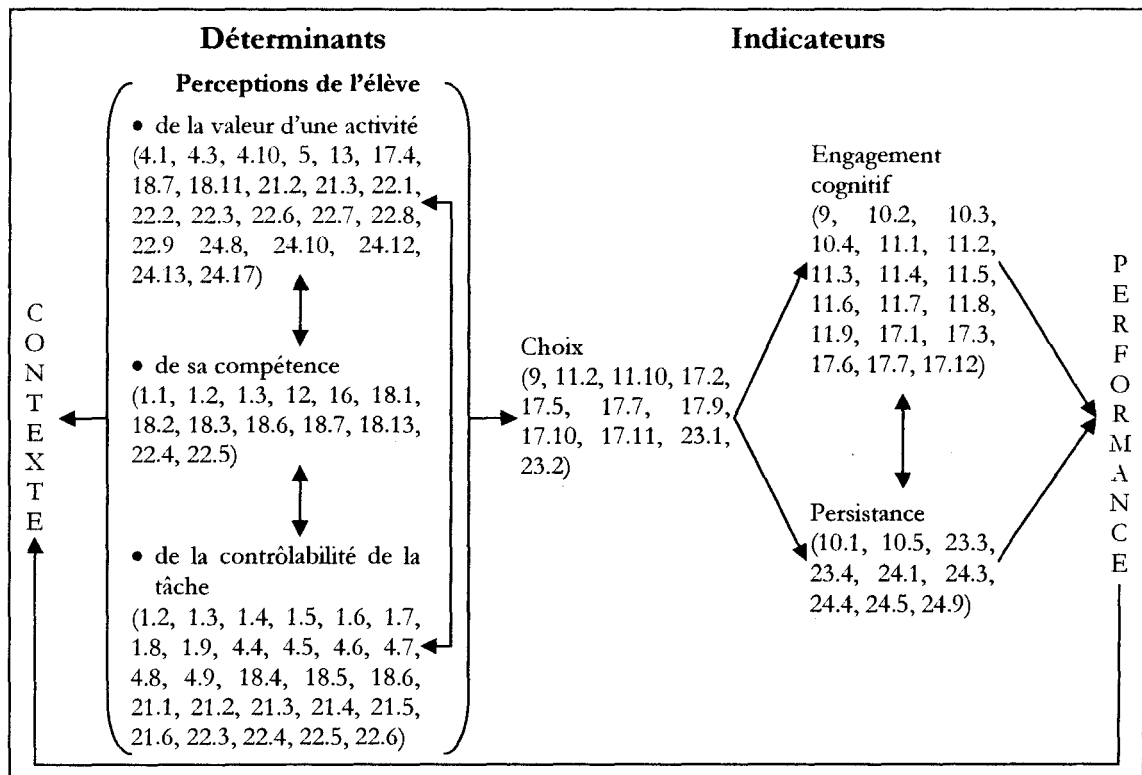 Déterminants
Indicateurs
Perceptions de l'élève
• de la valeur d'une activité
(4.1, 4.3, 4.10, 5, 13, 17.4,
18.7, 18.11, 21.2, 21.3, 22.1,
22.2, 22.3, 22.6, 22.7, 22.8,
22.9 24.8, 24.10, 24.12,
24.13, 24.17)
• de sa compétence
(1.1, 1.2, 1.3, 12, 16, 18.1,
18.2, 18.3, 18.6, 18.7, 18.13,
22.4, 22.5)
• de la contrôlabilité de la
tâche
(1.2, 1.3, 1.4, 1.5, 1.6, 1.7,
1.8, 1.9, 4.4, 4.5, 4.6, 4.7,
4.8, 4.9, 18.4, 18.5, 18.6,
21.1, 21.2, 21.3, 21.4, 21.5,
21.6, 22.3, 22.4, 22.5, 22.6)
CONTEXTE
Choix
(9, 11.2, 11.10, 17.2,
17.5, 17.7, 17.9,
17.10, 17.11, 23.1,
23.2)
Engagement
cognitif
(9, 10.2, 10.3,
10.4, 11.1, 11.2,
11.3, 11.4, 11.5,
11.6, 11.7, 11.8,
11.9, 17.1, 17.3,
17.6, 17.7, 17.12)
Persistance
(10.1, 10.5, 23.3,
23.4, 24.1, 24.3,
24.4, 24.5, 24.9)
PERFORMANCE